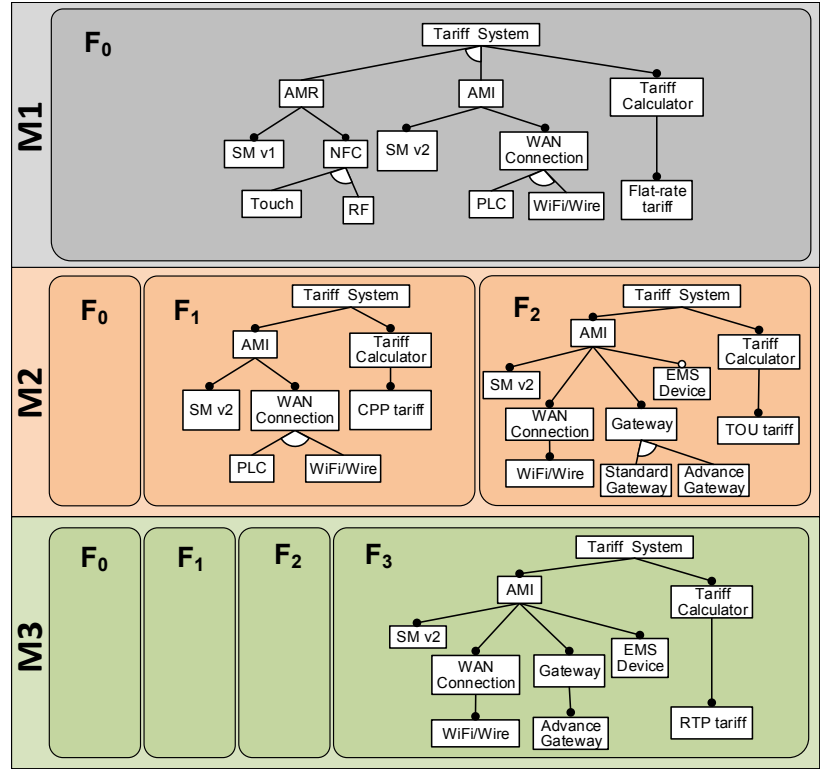 M1
F0
Tariff System
AMR
AMI
Tariff
Calculator
SM v1
NFC
SM v2
WAN
Connection
Touch
RF
PLC
WiFi/Wire
Flat-rate
tariff
M2
F0
F1
Tariff System
AMI
Tariff
Calculator
SM v2
WAN
Connection
CPP tariff
PLC
WiFi/Wire
F2
Tariff System
AMI
Tariff
Calculator
SM v2
EMS
Device
WAN
Connection
Gateway
TOU tariff
WiFi/Wire
Standard
Gateway
Advance
Gateway
M3
F0
F1
F2
F3
Tariff System
AMI
Tariff
Calculator
SM v2
WAN
Connection
Gateway
EMS
Device
WiFi/Wire
Advance
Gateway
RTP tariff